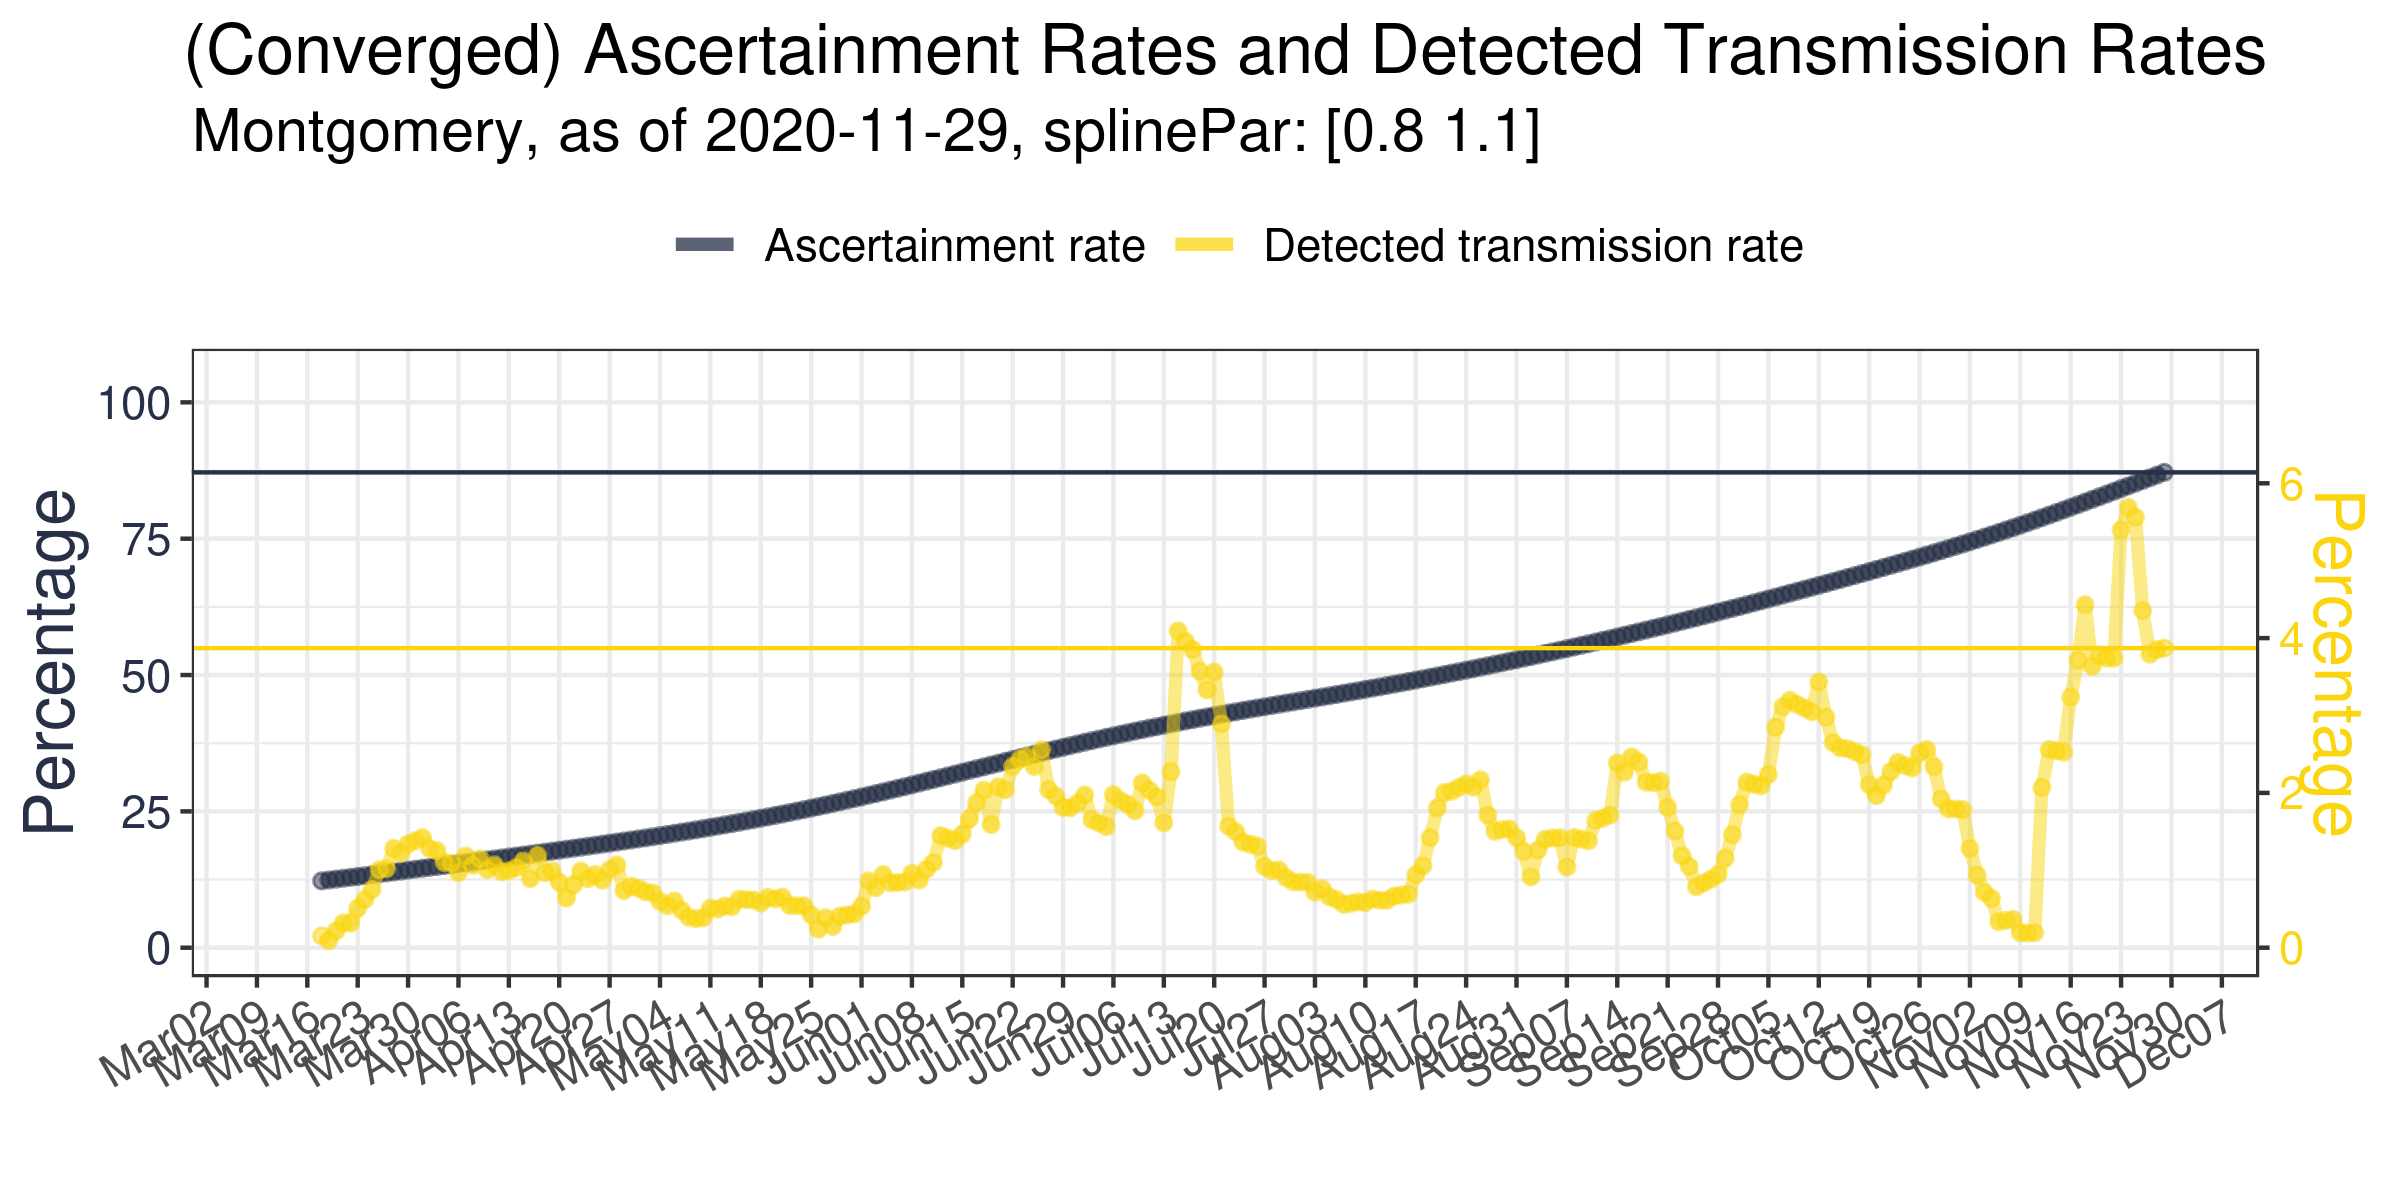 (Converged) Ascertainment Rates and Detected Transmission Rates
Montgomery, as of 2020-11-29, splinePar: [0.8 1.1]
Ascertainment rate
Detected transmission rate
Percentage
100
75
50
25
0
6
4
2
0
Percentage
Mar02
Mar09
Mar16
Mar23
Mar30
Apr06
Apr13
Apr20
Apr27
May04
May11
May18
May25
Jun01
Jun08
Jun15
Jun22
Jun29
Jul06
Jul13
Jul20
Jul27
Aug03
Aug10
Aug17
Aug24
Aug31
Sep07
Sep14
Sep21
Sep28
Oct05
Oct12
Oct19
Oct26
Nov02
Nov09
Nov16
Nov23
Nov30
Dec07